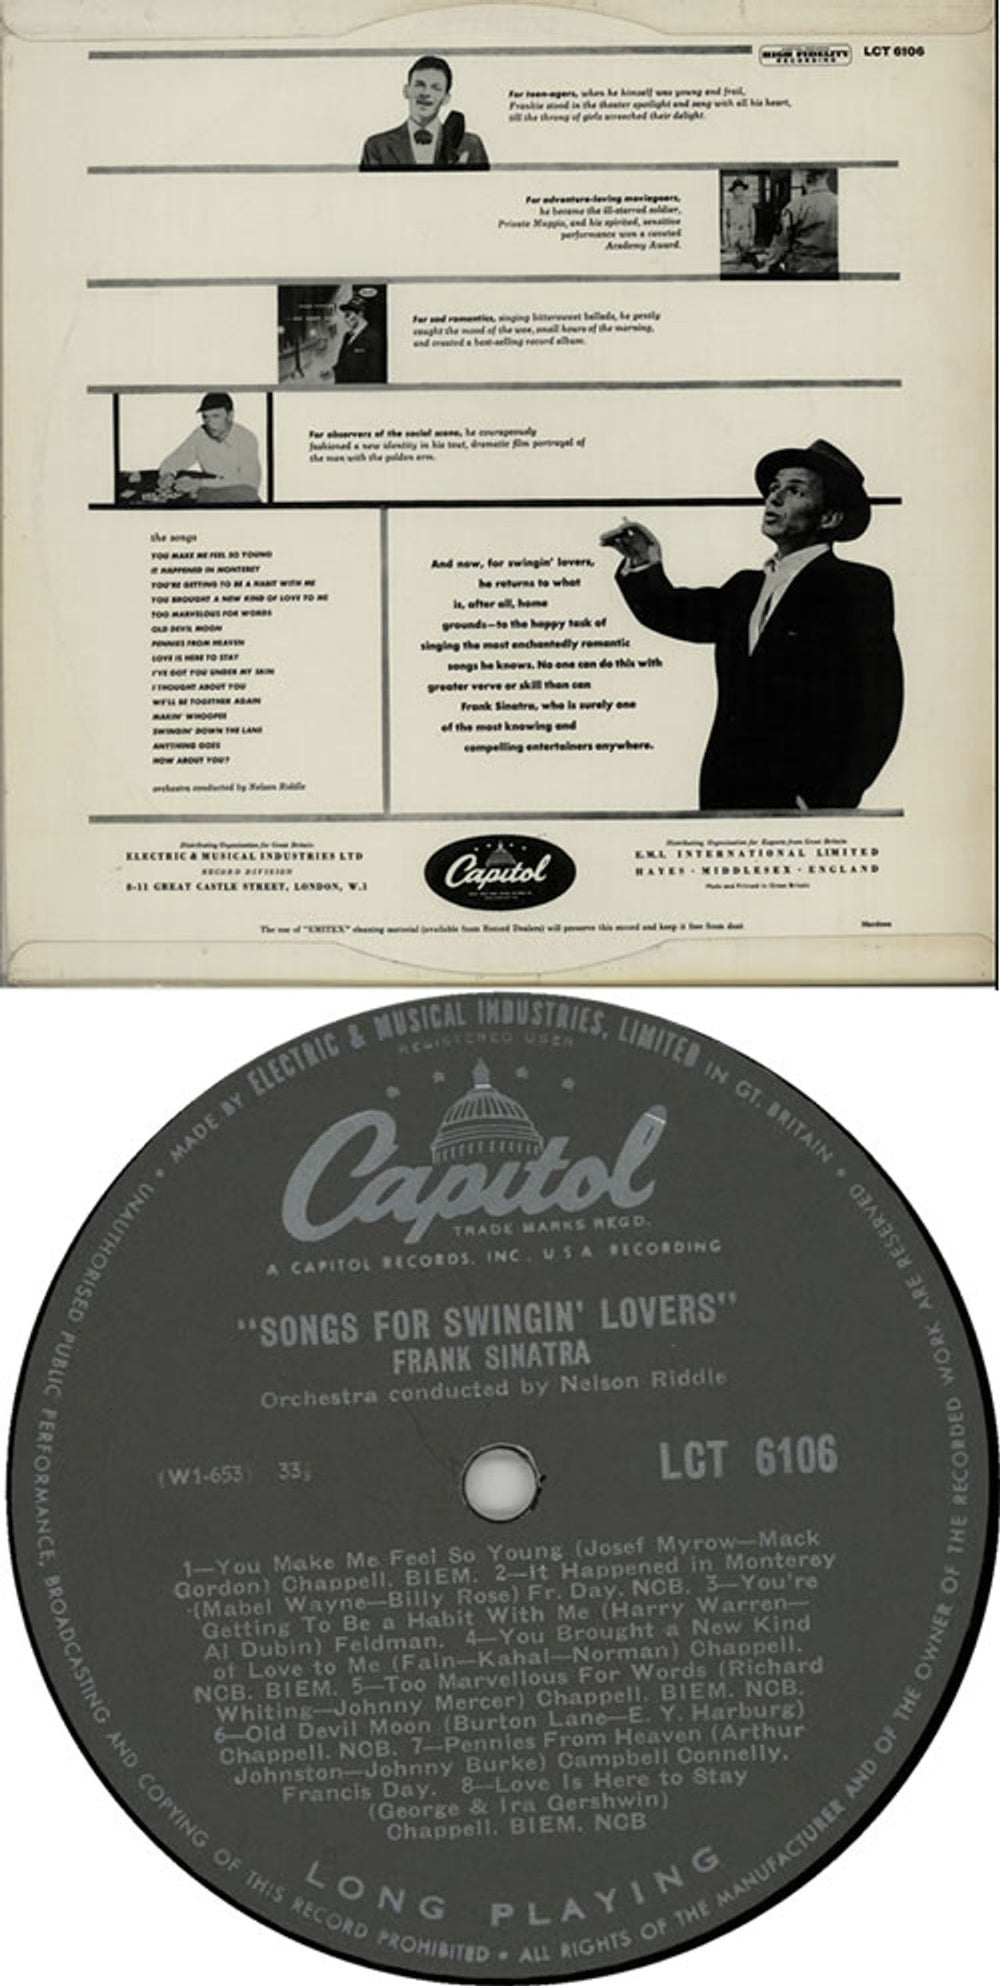 HIGH FIDELITY
RECORDING
LCT 6106
For teen-agers, when he himself was young and frail,
Frankie stood in the theater spotlight and sang with all his heart,
till the throng of girls screeched their delight.
For adventure-loving moviegoers,
he became the ill-starred soldier,
Private Maggio, and his spirited, sensitive
performance won a coveted
Academy Award.
For sad romantics, singing bittersweet ballads, he gently
caught the mood of the wee, small hours of the morning,
and created a best-selling record album.
For observers of the social scene, he courageously
fashioned a new identity in his taut, dramatic film portrayal of
the man with the golden arm.
the songs
YOU MAKE ME FEEL SO YOUNG
IT HAPPENED IN MONTEREY
YOU'RE GETTING TO BE A HABIT WITH ME
YOU BROUGHT A NEW KIND OF LOVE TO ME
TOO MARVELOUS FOR WORDS
OLD DEVIL MOON
PENNIES FROM HEAVEN
LOVE IS HERE TO STAY
I'VE GOT YOU UNDER MY SKIN
I THOUGHT ABOUT YOU
WE'LL BE TOGETHER AGAIN
MAKIN' WHOOPEE
SWINGIN' DOWN THE LANE
ANYTHING GOES
HOW ABOUT YOU?
orchestra conducted by Nelson Riddle
And now, for swingin' lovers,
he returns to what
is, after all, home
grounds—to the happy task of
singing the most enchantedly romantic
songs he knows. No one can do this with
greater verve or skill than can
Frank Sinatra, who is surely one
of the most knowing and
compelling entertainers anywhere.
Distributing Organisation for Great Britain
ELECTRIC & MUSICAL INDUSTRIES LTD
RECORD DIVISION
8-11 GREAT CASTLE STREET, LONDON, W.1
Capitol
Distributing Organisation for Exports from Great Britain
E.M.I. INTERNATIONAL LIMITED
HAYES · MIDDLESEX · ENGLAND
Made and Printed in Great Britain
The use of "EMITEX" cleaning material (available from Record Dealers) will preserve this record and keep it free from dust
MADE BY ELECTRIC & MUSICAL INDUSTRIES, LIMITED IN GT. BRITAIN • ALL RIGHTS OF THE MANUFACTURER AND OF THE OWNER OF THE RECORDED WORK ARE RESERVED • UNAUTHORISED PUBLIC PERFORMANCE, BROADCASTING AND COPYING OF THIS RECORD PROHIBITED •
REGISTERED USER
Capitol
TRADE MARKS REGD.
A CAPITOL RECORDS, INC. U S A RECORDING
"SONGS FOR SWINGIN' LOVERS"
FRANK SINATRA
Orchestra conducted by Nelson Riddle
(W1-653) 33⅓
LCT 6106
1—You Make Me Feel So Young (Josef Myrow—Mack
Gordon) Chappell. BIEM. 2—It Happened in Monterey
(Mabel Wayne—Billy Rose) Fr. Day. NCB. 3—You're
Getting To Be a Habit With Me (Harry Warren—
Al Dubin) Feldman. 4—You Brought a New Kind
of Love to Me (Fain—Kahal—Norman) Chappell.
NCB. BIEM. 5—Too Marvellous For Words (Richard
Whiting—Johnny Mercer) Chappell. BIEM. NCB.
6—Old Devil Moon (Burton Lane—E. Y. Harburg)
Chappell. NCB. 7—Pennies From Heaven (Arthur
Johnston—Johnny Burke) Campbell Connelly,
Francis Day. 8—Love Is Here to Stay
(George & Ira Gershwin)
Chappell. BIEM. NCB
LONG PLAYING